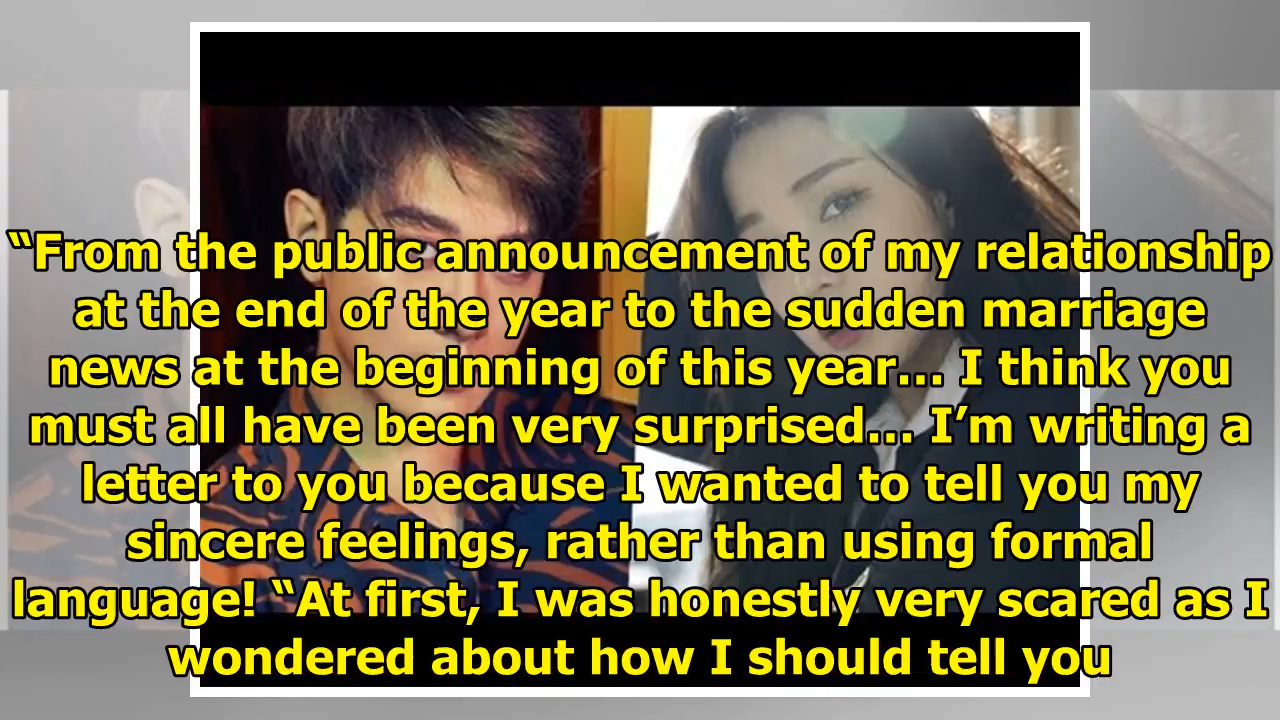 “From the public announcement of my relationship
at the end of the year to the sudden marriage
news at the beginning of this year... I think you
must all have been very surprised... I’m writing a
letter to you because I wanted to tell you my
sincere feelings, rather than using formal
language! “At first, I was honestly very scared as I
wondered about how I should tell you